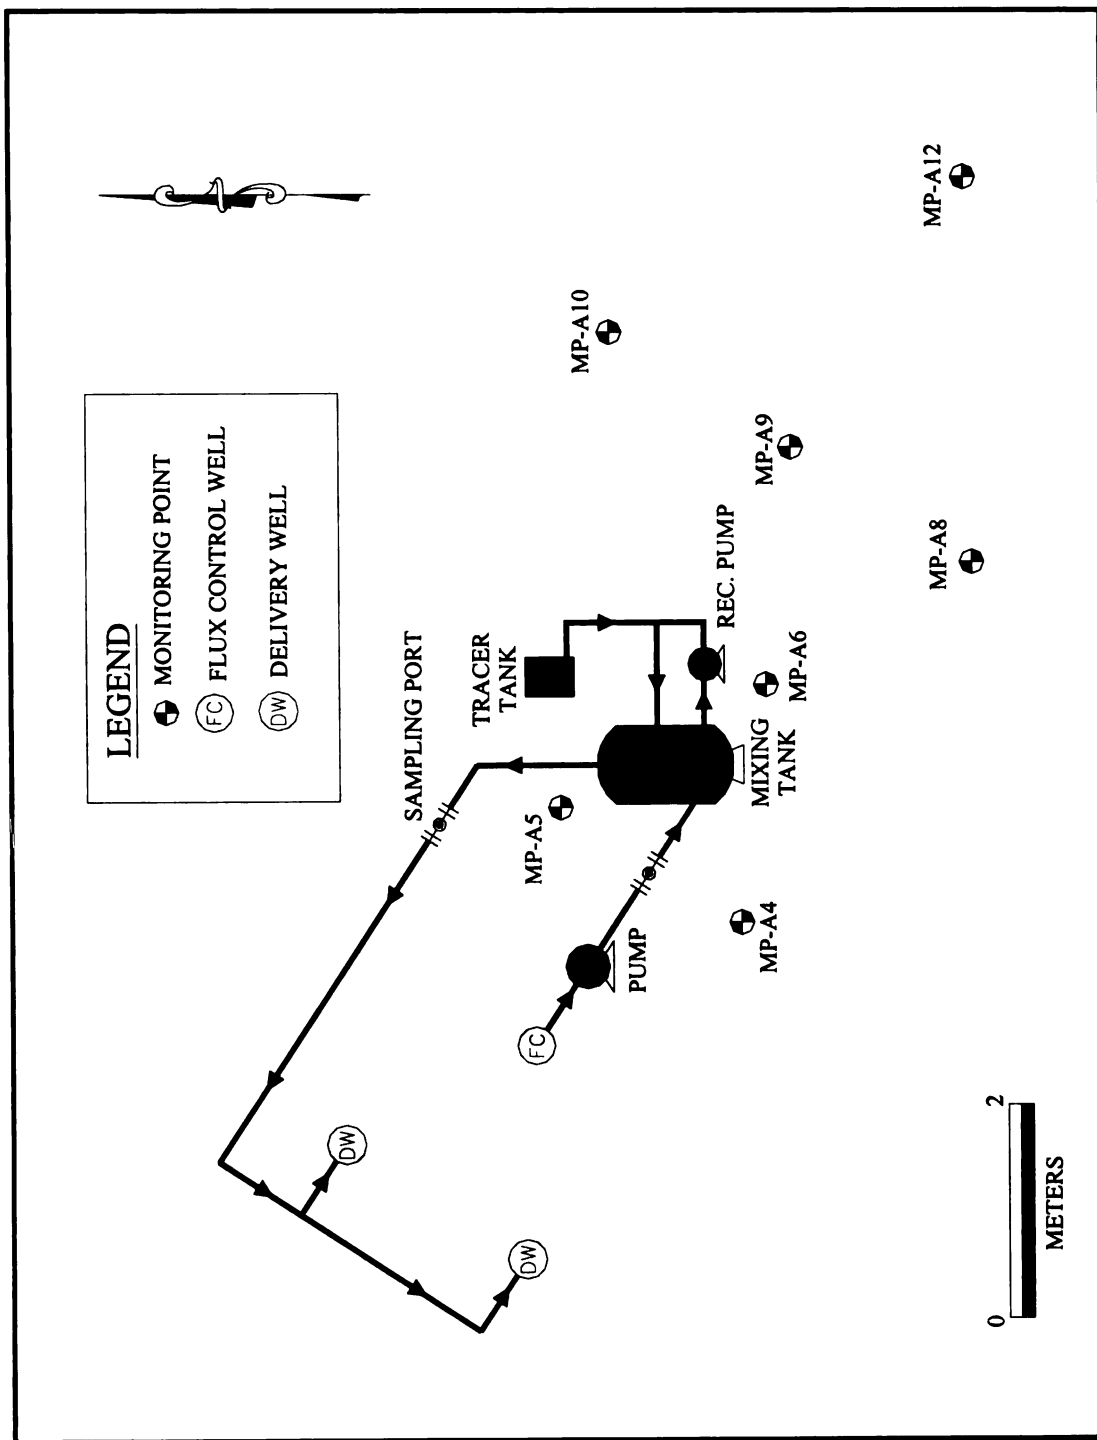 LEGEND
MONITORING POINT
FC FLUX CONTROL WELL
DW DELIVERY WELL
SAMPLING PORT
TRACER
TANK
MP-A5
MP-A10
MP-A12
FC
PUMP
MP-A4
MIXING
TANK
MP-A6
REC. PUMP
MP-A9
MP-A8
DW
DW
0 2
METERS